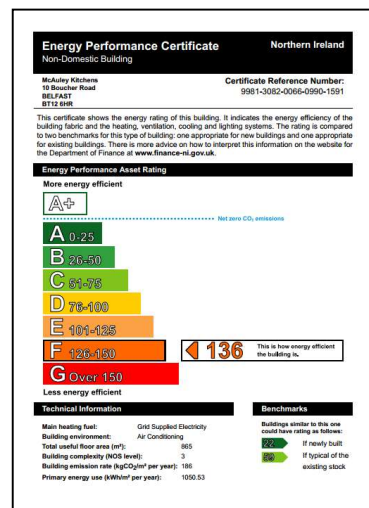 Energy Performance Certificate
Northern Ireland
Non-Domestic Building
McAuley Kitchens
10 Boucher Road
BELFAST
BT12 6HR
Certificate Reference Number:
9981-3082-0066-0990-1591
This certificate shows the energy rating of this building. It indicates the energy efficiency of the
building fabric and the heating, ventilation, cooling and lighting systems. The rating is compared
to two benchmarks for this type of building: one appropriate for new buildings and one appropriate
for existing buildings. There is more advice on how to interpret this information on the website for
the Department of Finance at www.finance-ni.gov.uk.
Energy Performance Asset Rating
More energy efficient
A+
Net zero CO₂ emissions
A 0-25
B 26-50
C 51-75
D 76-100
E 101-125
F 126-150
136
This is how energy efficient
the building is.
G Over 150
Less energy efficient
Technical Information
Main heating fuel: Grid Supplied Electricity
Building environment: Air Conditioning
Total useful floor area (m²): 865
Building complexity (NOS level): 3
Building emission rate (kgCO₂/m² per year): 186
Primary energy use (kWh/m² per year): 1050.53
Benchmarks
Buildings similar to this one
could have rating as follows:
22 If newly built
If typical of the
existing stock